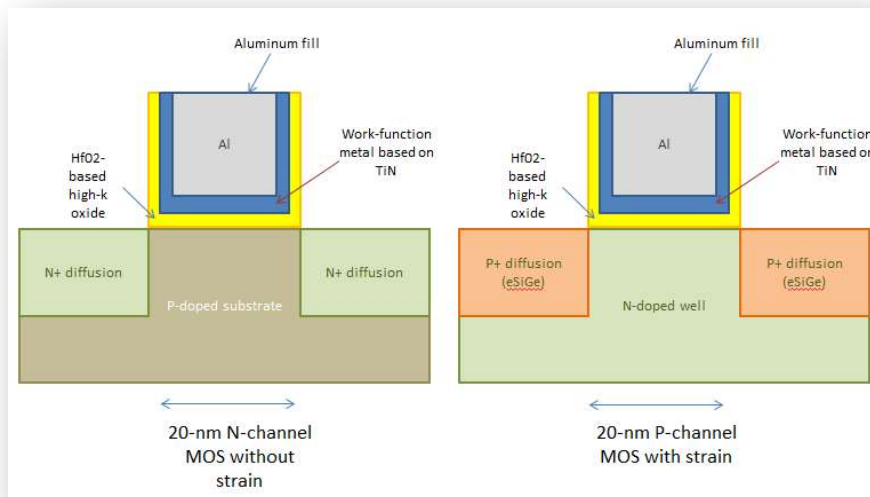 Aluminum fill
Al
Work-function
metal based on
TiN
Hf02-
based
high-k
oxide
N+ diffusion
P-doped substrate
N+ diffusion
20-nm N-channel
MOS without
strain
Aluminum fill
Al
Work-function
metal based on
TiN
Hf02-
based
high-k
oxide
P+ diffusion
(eSiGe)
N-doped well
P+ diffusion
(eSiGe)
20-nm P-channel
MOS with strain